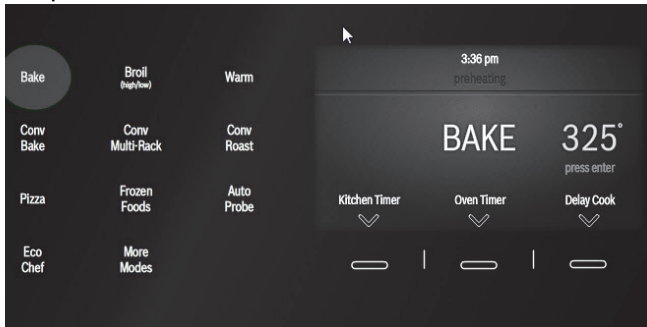 Bake
Broil
(high/low)
Warm
Conv
Bake
Conv
Multi-Rack
Conv
Roast
Pizza
Frozen
Foods
Auto
Probe
Eco
Chef
More
Modes
3:36 pm
preheating
BAKE 325°
press enter
Kitchen Timer Oven Timer Delay Cook